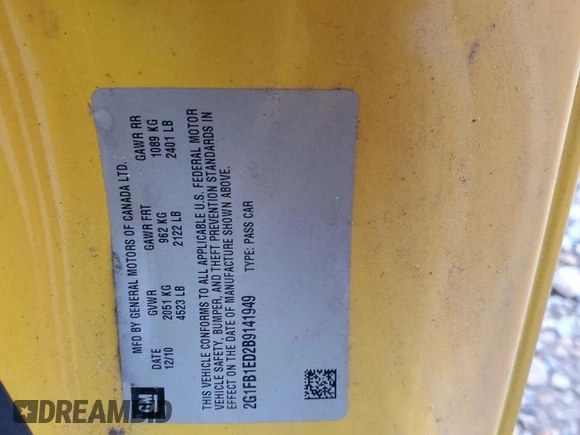 MFD BY GENERAL MOTORS OF CANADA LTD.
DATE GVWR GAWR FRT GAWR RR
12/10 2051 KG 962 KG 1089 KG
4523 LB 2122 LB 2401 LB
THIS VEHICLE CONFORMS TO ALL APPLICABLE U.S. FEDERAL MOTOR
VEHICLE SAFETY, BUMPER, AND THEFT PREVENTION STANDARDS IN
EFFECT ON THE DATE OF MANUFACTURE SHOWN ABOVE.
2G1FB1ED2B9141949 TYPE: PASS CAR
GM
DREAMBID